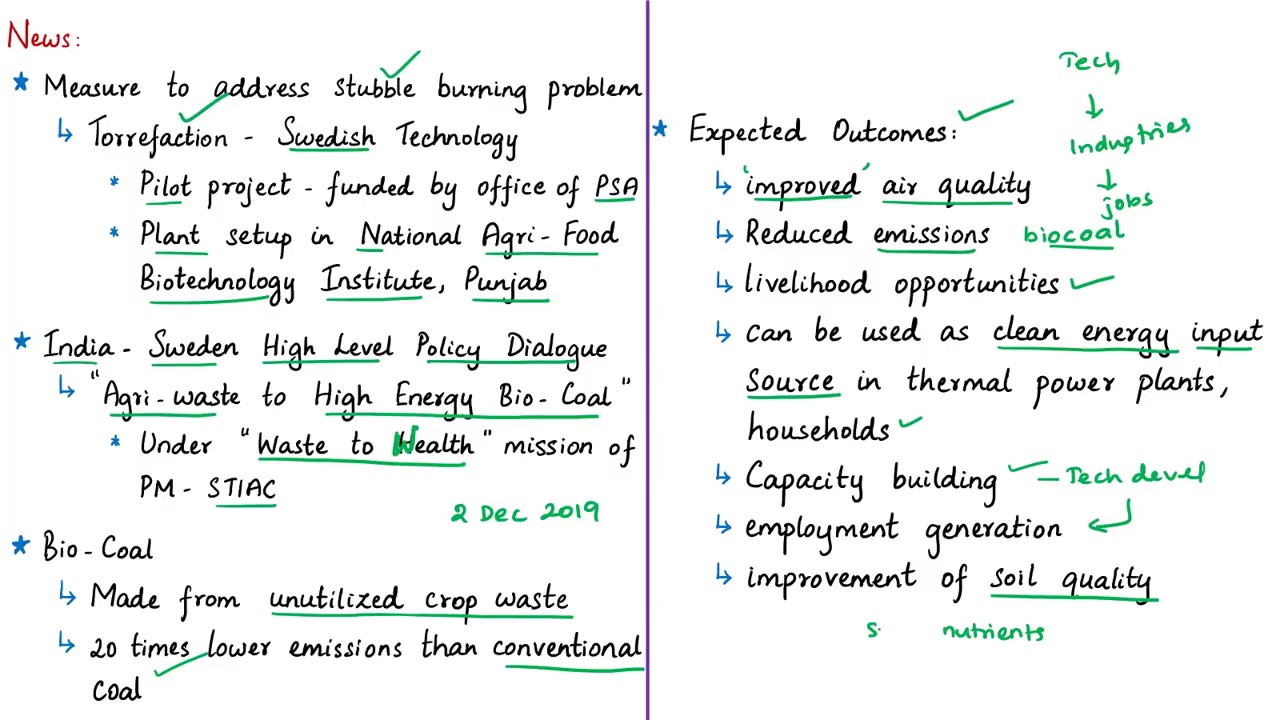 News:
* Measure to address stubble burning problem
↳ Torrefaction - Swedish Technology
* Pilot project - funded by office of PSA
* Plant setup in National Agri-Food
Biotechnology Institute, Punjab
* India - Sweden High Level Policy Dialogue
↳ "Agri-waste to High Energy Bio-Coal"
* Under "Waste to Wealth" mission of
PM-STIAC
2 Dec 2019
* Bio-Coal
↳ Made from unutilized crop waste
↳ 20 times lower emissions than conventional
coal
Tech
↓
Industries
↓
jobs
* Expected Outcomes:
↳ 'improved' air quality
↳ Reduced emissions biocoal
↳ livelihood opportunities
↳ can be used as clean energy input
source in thermal power plants,
households
↳ Capacity building — Tech devel
↳ employment generation
↳ improvement of soil quality
s nutrients